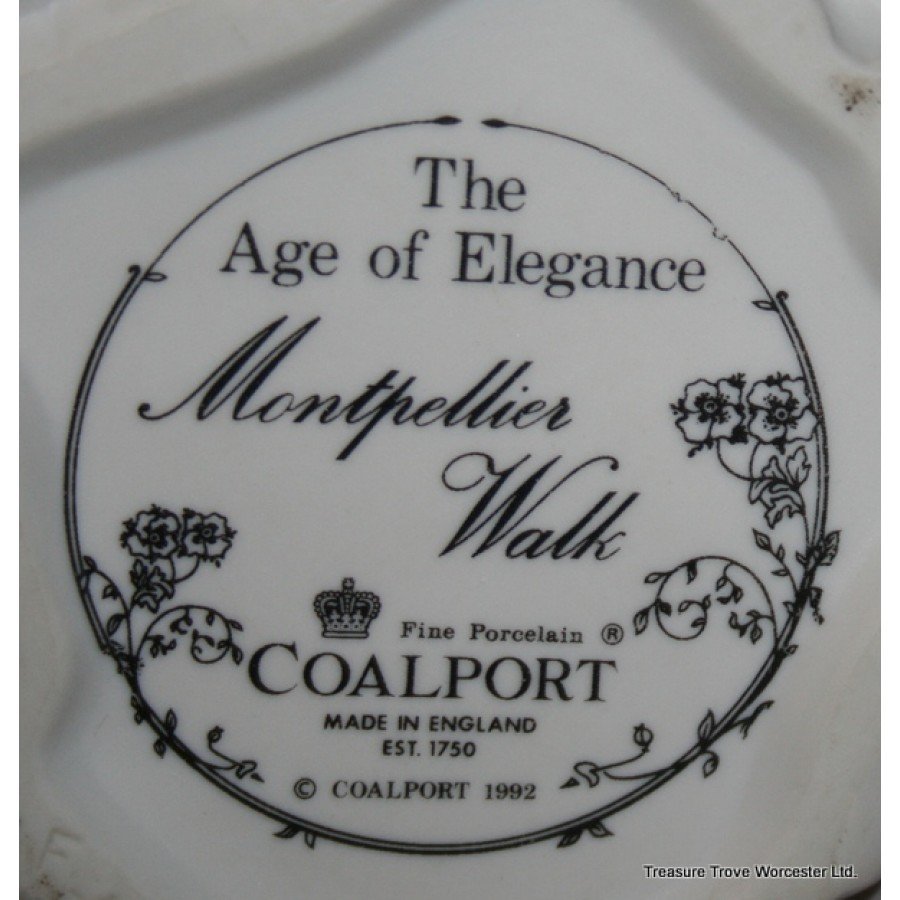 The
Age of Elegance
Montpellier
Walk
Fine Porcelain ®
COALPORT
MADE IN ENGLAND
EST. 1750
© COALPORT 1992
Treasure Trove Worcester Ltd.